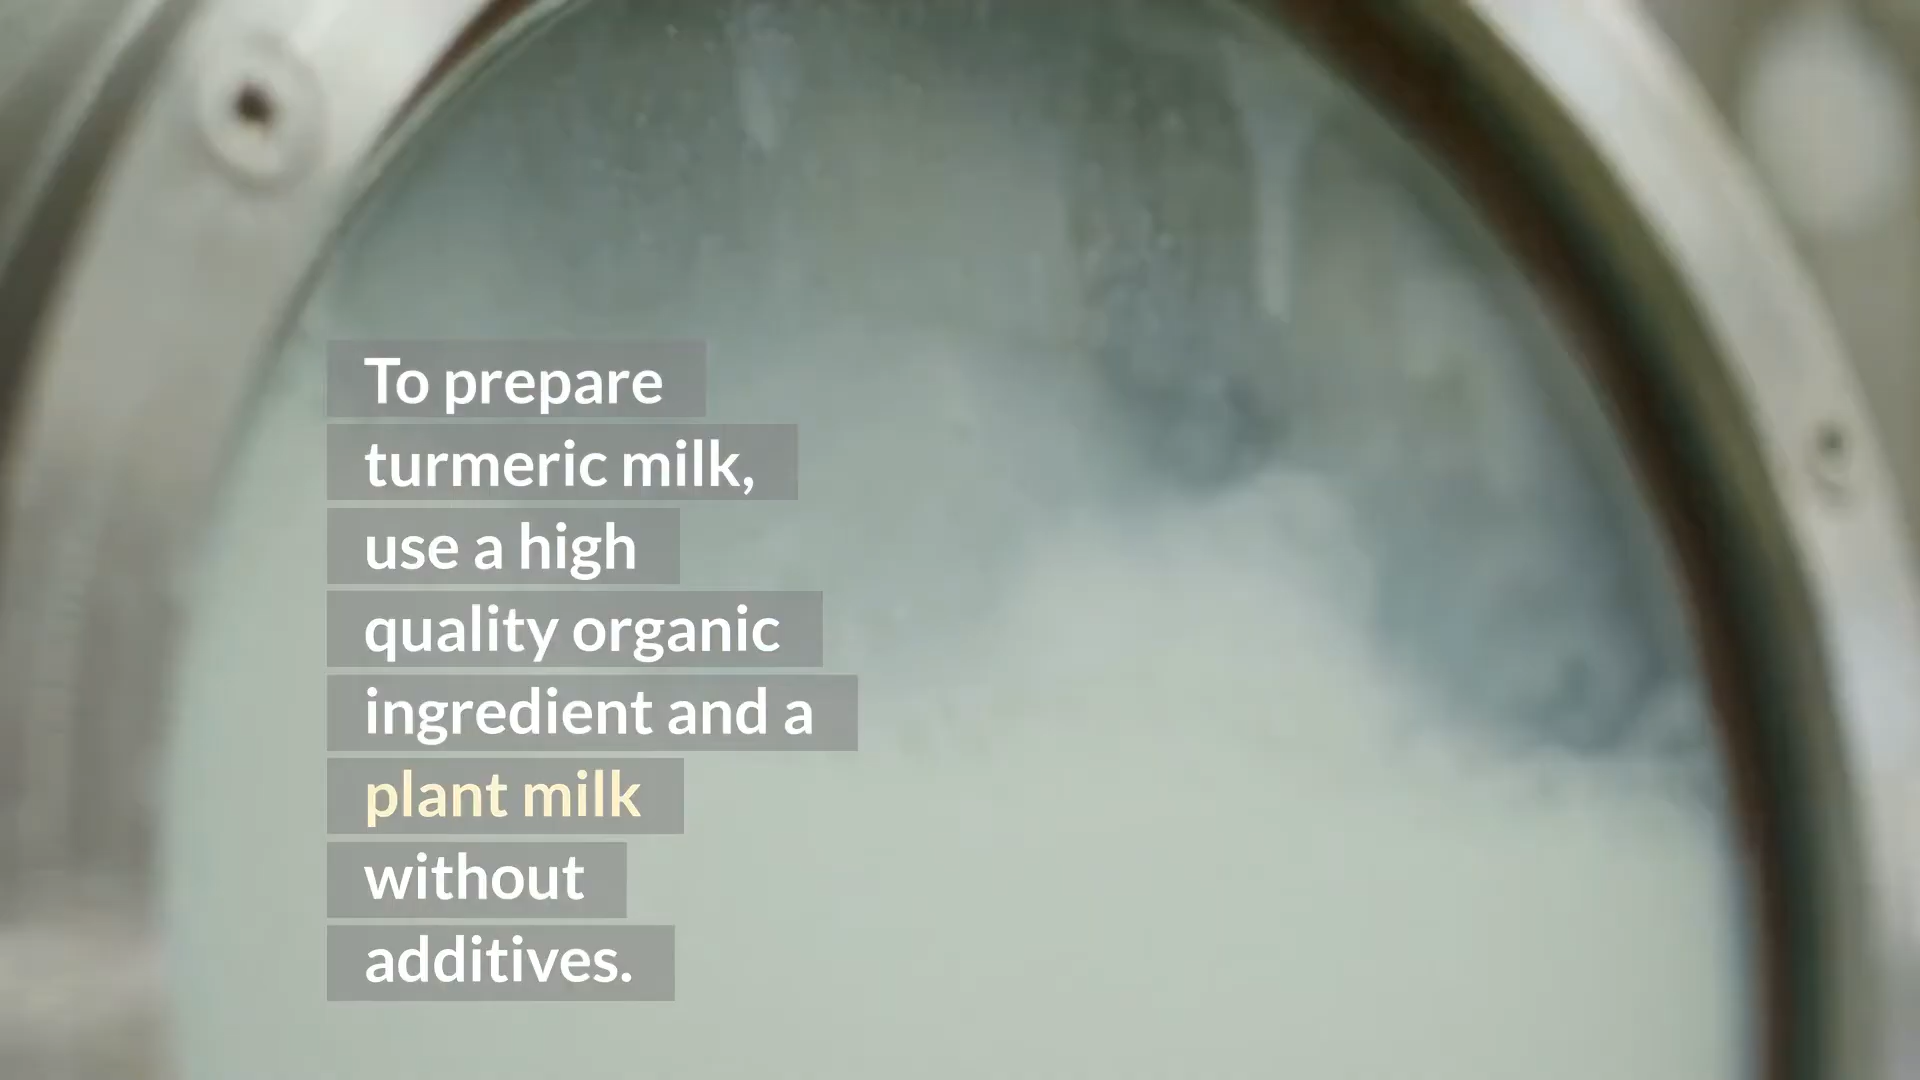 To prepare
turmeric milk,
use a high
quality organic
ingredient and a
plant milk
without
additives.